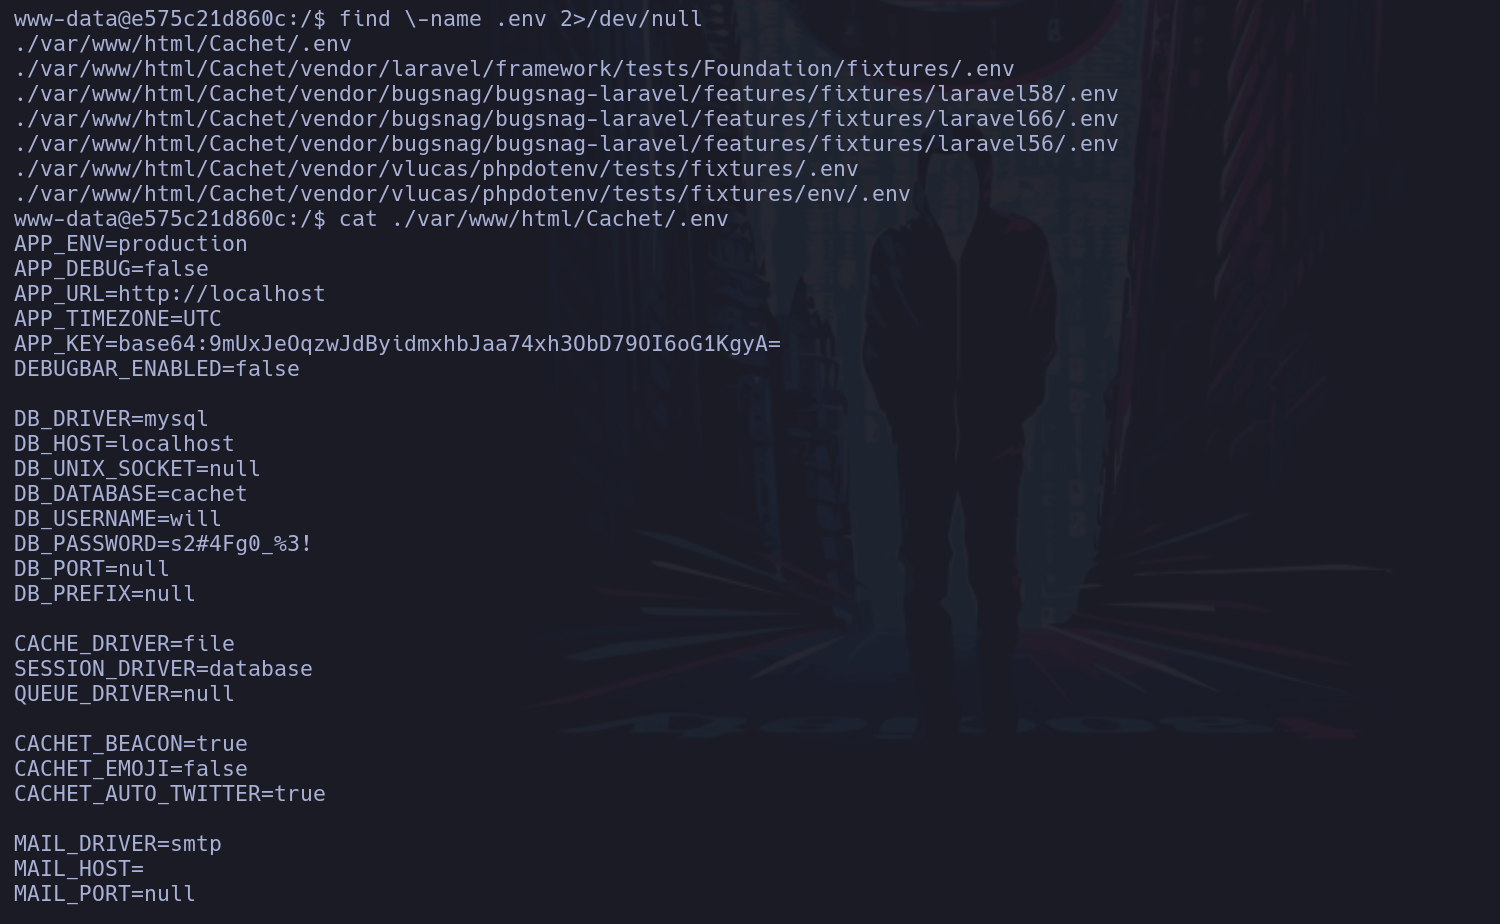 www-data@e575c21d860c:/$ find \-name .env 2>/dev/null
./var/www/html/Cachet/.env
./var/www/html/Cachet/vendor/laravel/framework/tests/Foundation/fixtures/.env
./var/www/html/Cachet/vendor/bugsnag/bugsnag-laravel/features/fixtures/laravel58/.env
./var/www/html/Cachet/vendor/bugsnag/bugsnag-laravel/features/fixtures/laravel66/.env
./var/www/html/Cachet/vendor/bugsnag/bugsnag-laravel/features/fixtures/laravel56/.env
./var/www/html/Cachet/vendor/vlucas/phpdotenv/tests/fixtures/.env
./var/www/html/Cachet/vendor/vlucas/phpdotenv/tests/fixtures/env/.env
www-data@e575c21d860c:/$ cat ./var/www/html/Cachet/.env
APP_ENV=production
APP_DEBUG=false
APP_URL=http://localhost
APP_TIMEZONE=UTC
APP_KEY=base64:9mUxJeOqzwJdByidmxhbJaa74xh3ObD79OI6oG1KgyA=
DEBUGBAR_ENABLED=false

DB_DRIVER=mysql
DB_HOST=localhost
DB_UNIX_SOCKET=null
DB_DATABASE=cachet
DB_USERNAME=will
DB_PASSWORD=s2#4Fg0_%3!
DB_PORT=null
DB_PREFIX=null

CACHE_DRIVER=file
SESSION_DRIVER=database
QUEUE_DRIVER=null

CACHET_BEACON=true
CACHET_EMOJI=false
CACHET_AUTO_TWITTER=true

MAIL_DRIVER=smtp
MAIL_HOST=
MAIL_PORT=null